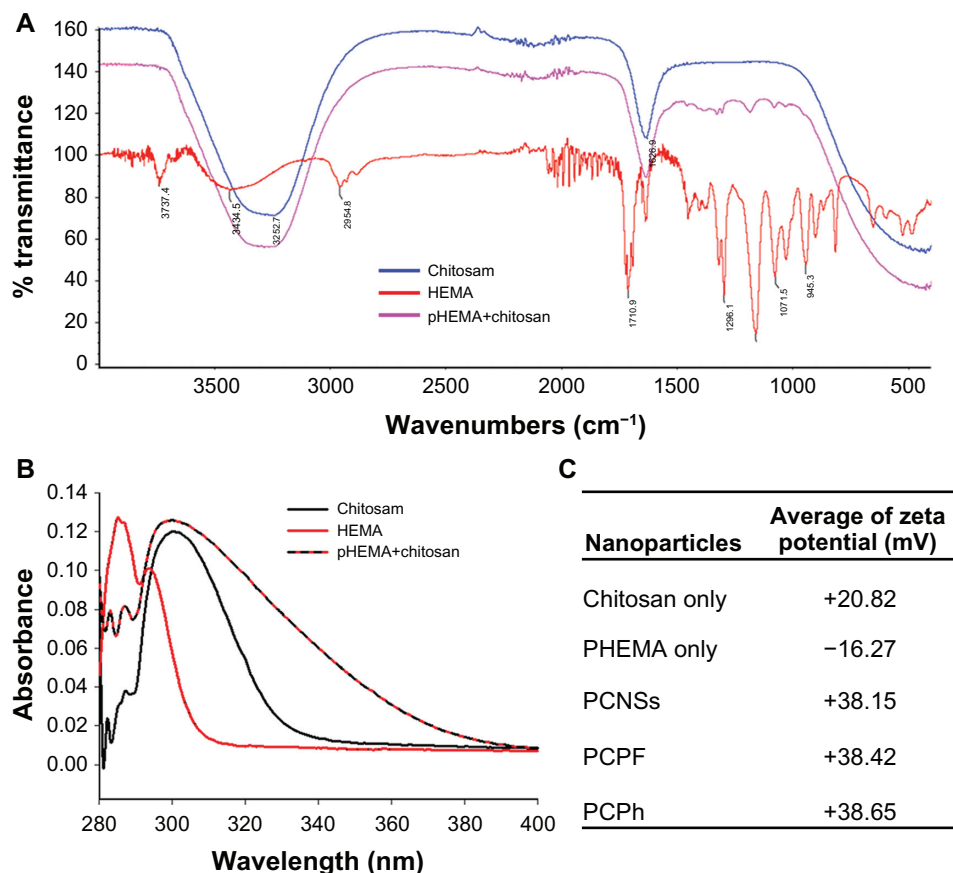 A
160
140
120
100
80
60
40
20
0
% transmittance
3737.4
3434.5
3252.7
2954.8
1710.9
1626.9
1296.1
1071.5
945.3
Chitosam
HEMA
pHEMA+chitosan
3500
3000
2500
2000
1500
1000
500
Wavenumbers (cm⁻¹)
B
0.14
0.12
0.10
0.08
0.06
0.04
0.02
0.00
Absorbance
Chitosam
HEMA
pHEMA+chitosan
280
300
320
340
360
380
400
Wavelength (nm)
C
Nanoparticles
Average of zeta
potential (mV)
Chitosan only +20.82
PHEMA only −16.27
PCNSs +38.15
PCPF +38.42
PCPh +38.65